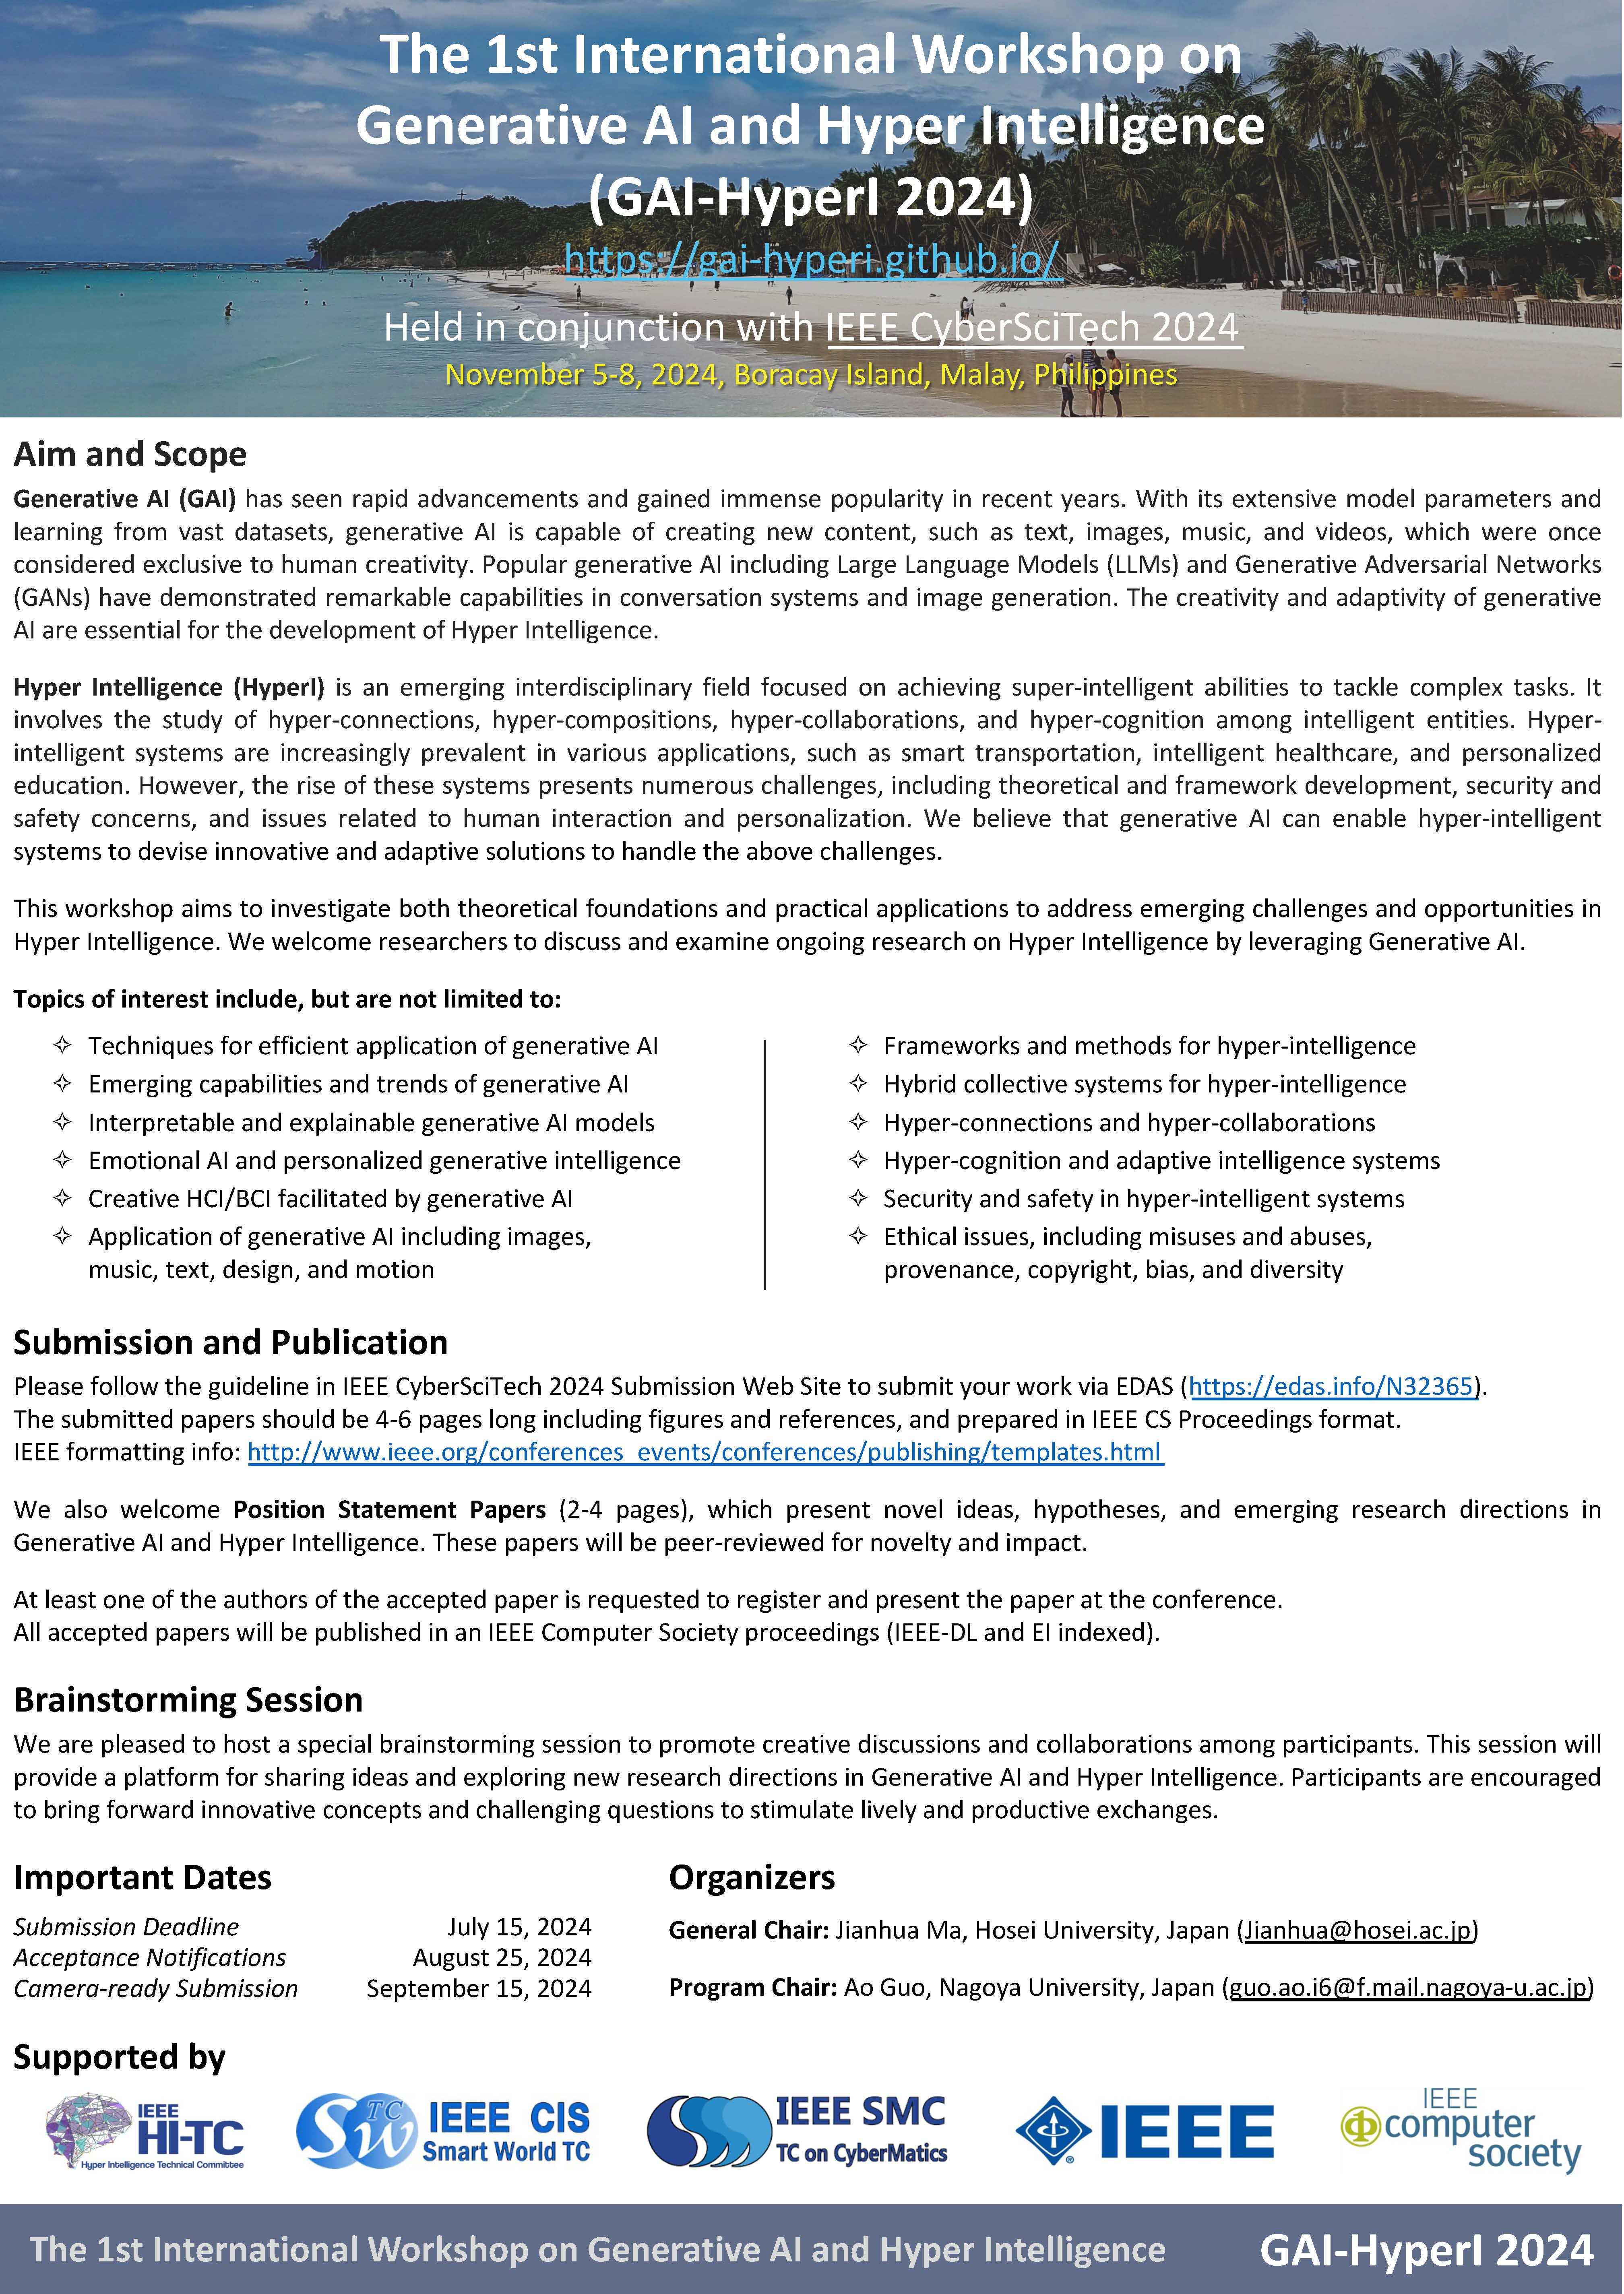 The 1st International Workshop on
Generative AI and Hyper Intelligence
(GAI-HyperI 2024)
https://gai-hyperi.github.io/
Held in conjunction with IEEE CyberSciTech 2024
November 5-8, 2024, Boracay Island, Malay, Philippines
Aim and Scope
Generative AI (GAI) has seen rapid advancements and gained immense popularity in recent years. With its extensive model parameters and
learning from vast datasets, generative AI is capable of creating new content, such as text, images, music, and videos, which were once
considered exclusive to human creativity. Popular generative AI including Large Language Models (LLMs) and Generative Adversarial Networks
(GANs) have demonstrated remarkable capabilities in conversation systems and image generation. The creativity and adaptivity of generative
AI are essential for the development of Hyper Intelligence.
Hyper Intelligence (HyperI) is an emerging interdisciplinary field focused on achieving super-intelligent abilities to tackle complex tasks. It
involves the study of hyper-connections, hyper-compositions, hyper-collaborations, and hyper-cognition among intelligent entities. Hyper-
intelligent systems are increasingly prevalent in various applications, such as smart transportation, intelligent healthcare, and personalized
education. However, the rise of these systems presents numerous challenges, including theoretical and framework development, security and
safety concerns, and issues related to human interaction and personalization. We believe that generative AI can enable hyper-intelligent
systems to devise innovative and adaptive solutions to handle the above challenges.
This workshop aims to investigate both theoretical foundations and practical applications to address emerging challenges and opportunities in
Hyper Intelligence. We welcome researchers to discuss and examine ongoing research on Hyper Intelligence by leveraging Generative AI.
Topics of interest include, but are not limited to:
✧ Techniques for efficient application of generative AI
✧ Emerging capabilities and trends of generative AI
✧ Interpretable and explainable generative AI models
✧ Emotional AI and personalized generative intelligence
✧ Creative HCI/BCI facilitated by generative AI
✧ Application of generative AI including images,
music, text, design, and motion
✧ Frameworks and methods for hyper-intelligence
✧ Hybrid collective systems for hyper-intelligence
✧ Hyper-connections and hyper-collaborations
✧ Hyper-cognition and adaptive intelligence systems
✧ Security and safety in hyper-intelligent systems
✧ Ethical issues, including misuses and abuses,
provenance, copyright, bias, and diversity
Submission and Publication
Please follow the guideline in IEEE CyberSciTech 2024 Submission Web Site to submit your work via EDAS (https://edas.info/N32365).
The submitted papers should be 4-6 pages long including figures and references, and prepared in IEEE CS Proceedings format.
IEEE formatting info: http://www.ieee.org/conferences_events/conferences/publishing/templates.html
We also welcome Position Statement Papers (2-4 pages), which present novel ideas, hypotheses, and emerging research directions in
Generative AI and Hyper Intelligence. These papers will be peer-reviewed for novelty and impact.
At least one of the authors of the accepted paper is requested to register and present the paper at the conference.
All accepted papers will be published in an IEEE Computer Society proceedings (IEEE-DL and EI indexed).
Brainstorming Session
We are pleased to host a special brainstorming session to promote creative discussions and collaborations among participants. This session will
provide a platform for sharing ideas and exploring new research directions in Generative AI and Hyper Intelligence. Participants are encouraged
to bring forward innovative concepts and challenging questions to stimulate lively and productive exchanges.
Important Dates
Submission Deadline July 15, 2024
Acceptance Notifications August 25, 2024
Camera-ready Submission September 15, 2024
Organizers
General Chair: Jianhua Ma, Hosei University, Japan (Jianhua@hosei.ac.jp)
Program Chair: Ao Guo, Nagoya University, Japan (guo.ao.i6@f.mail.nagoya-u.ac.jp)
Supported by
IEEE
HI-TC
Hyper Intelligence Technical Committee
SW TC
IEEE CIS
Smart World TC
IEEE SMC
TC on CyberMatics
IEEE
IEEE
computer
society
The 1st International Workshop on Generative AI and Hyper Intelligence
GAI-HyperI 2024